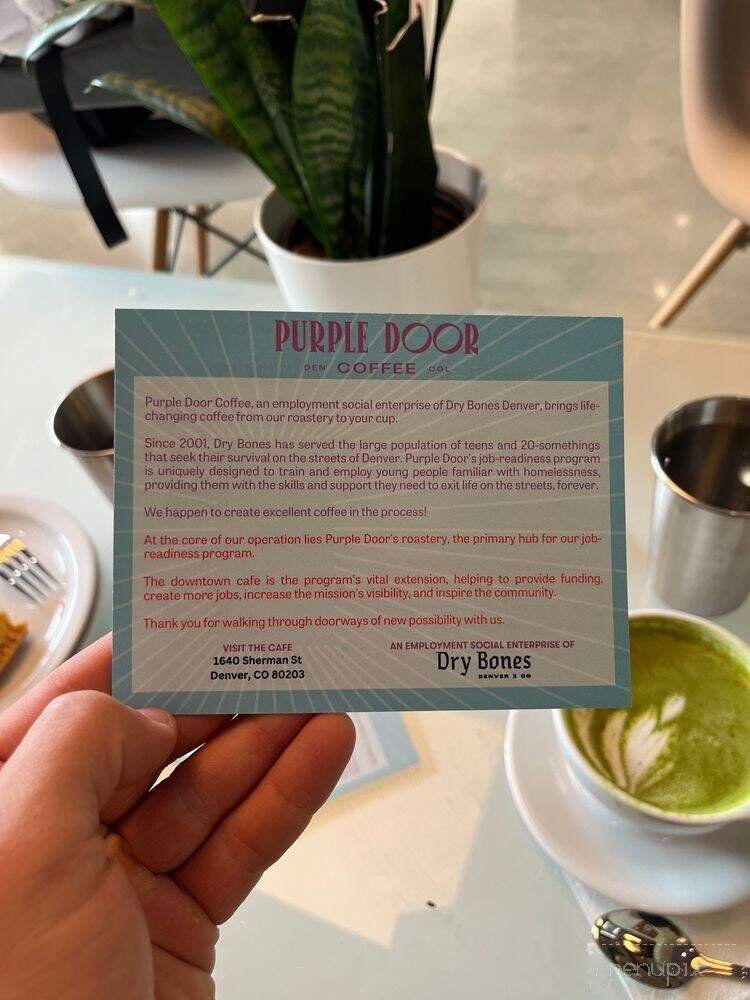 PURPLE DOOR
DEN COFFEE COL
Purple Door Coffee, an employment social enterprise of Dry Bones Denver, brings life-
changing coffee from our roastery to your cup.
Since 2001, Dry Bones has served the large population of teens and 20-somethings
that seek their survival on the streets of Denver. Purple Door's job-readiness program
is uniquely designed to train and employ young people familiar with homelessness,
providing them with the skills and support they need to exit life on the streets, forever.
We happen to create excellent coffee in the process!
At the core of our operation lies Purple Door's roastery, the primary hub for our job-
readiness program.
The downtown cafe is the program's vital extension, helping to provide funding,
create more jobs, increase the mission's visibility, and inspire the community.
Thank you for walking through doorways of new possibility with us.
VISIT THE CAFE
1640 Sherman St
Denver, CO 80203
AN EMPLOYMENT SOCIAL ENTERPRISE OF
Dry Bones
DENVER X CO
menupix